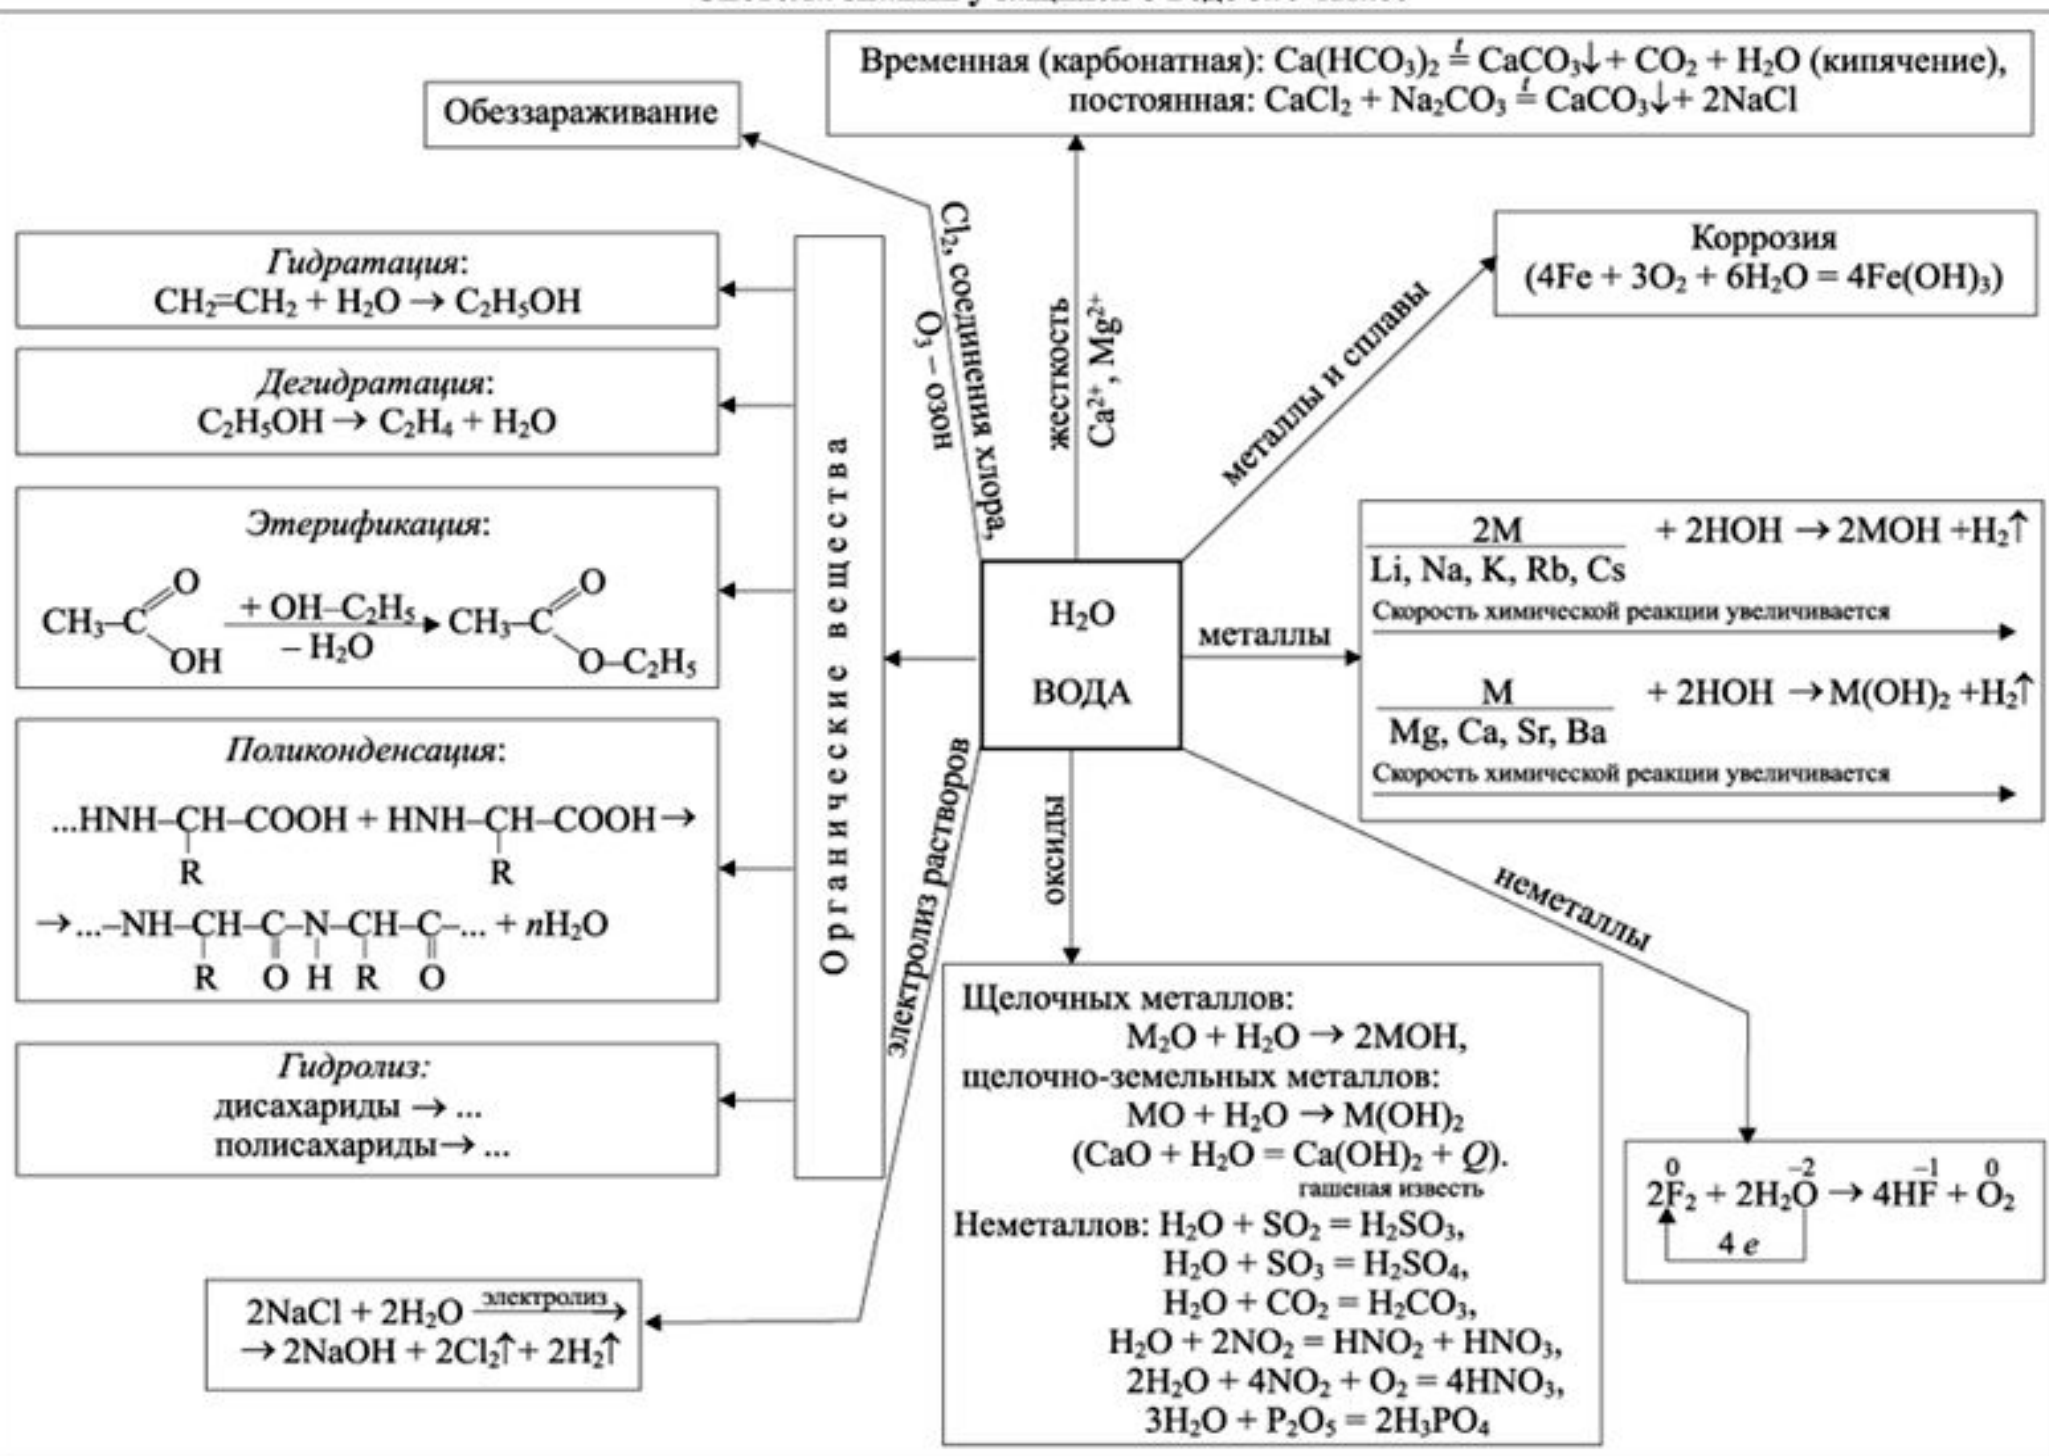 Временная (карбонатная): Ca(HCO₃)₂ =ᵗ CaCO₃↓ + CO₂ + H₂O (кипячение),
постоянная: CaCl₂ + Na₂CO₃ =ᵗ CaCO₃↓ + 2NaCl
Обеззараживание
Cl₂, соединения хлора,
O₃ – озон
жесткость
Ca²⁺, Mg²⁺
металлы и сплавы
Коррозия
(4Fe + 3O₂ + 6H₂O = 4Fe(OH)₃)
Органические вещества
Гидратация:
CH₂=CH₂ + H₂O → C₂H₅OH
Дегидратация:
C₂H₅OH → C₂H₄ + H₂O
Этерификация:
O
O
CH₃–C
+ OH–C₂H₅
CH₃–C
– H₂O
OH
O–C₂H₅
Поликонденсация:
...HNH–CH–COOH + HNH–CH–COOH→
R
R
→...–NH–CH–C–N–CH–C–... + nH₂O
R O H R O
Гидролиз:
дисахариды → ...
полисахариды→ ...
H₂O
ВОДА
металлы
2M + 2HOH → 2MOH +H₂↑
Li, Na, K, Rb, Cs
Скорость химической реакции увеличивается
M + 2HOH → M(OH)₂ +H₂↑
Mg, Ca, Sr, Ba
Скорость химической реакции увеличивается
электролиз растворов
2NaCl + 2H₂O электролиз →
→ 2NaOH + 2Cl₂↑ + 2H₂↑
оксиды
Щелочных металлов:
M₂O + H₂O → 2MOH,
щелочно-земельных металлов:
MO + H₂O → M(OH)₂
(CaO + H₂O = Ca(OH)₂ + Q).
гашеная известь
Неметаллов: H₂O + SO₂ = H₂SO₃,
H₂O + SO₃ = H₂SO₄,
H₂O + CO₂ = H₂CO₃,
H₂O + 2NO₂ = HNO₂ + HNO₃,
2H₂O + 4NO₂ + O₂ = 4HNO₃,
3H₂O + P₂O₅ = 2H₃PO₄
неметаллы
0 –2 –1 0
2F₂ + 2H₂O → 4HF + O₂
4 e